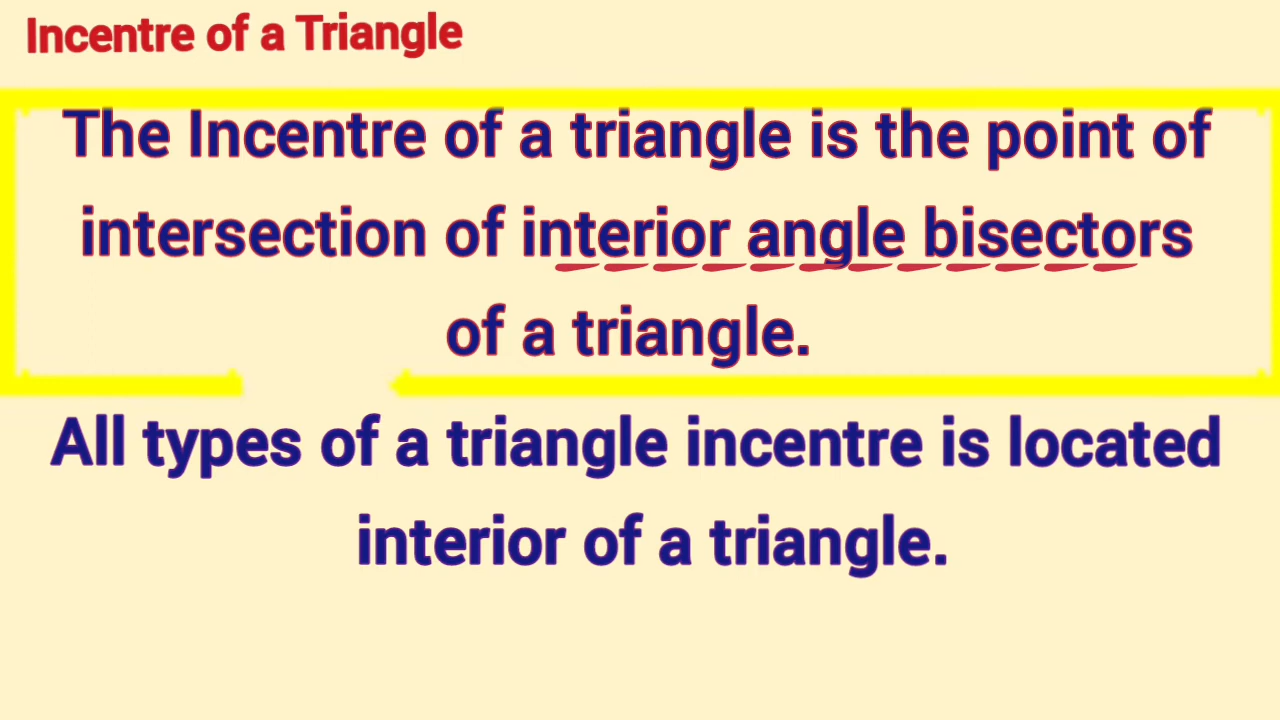 Incentre of a Triangle
The Incentre of a triangle is the point of
intersection of interior angle bisectors
of a triangle.
All types of a triangle incentre is located
interior of a triangle.